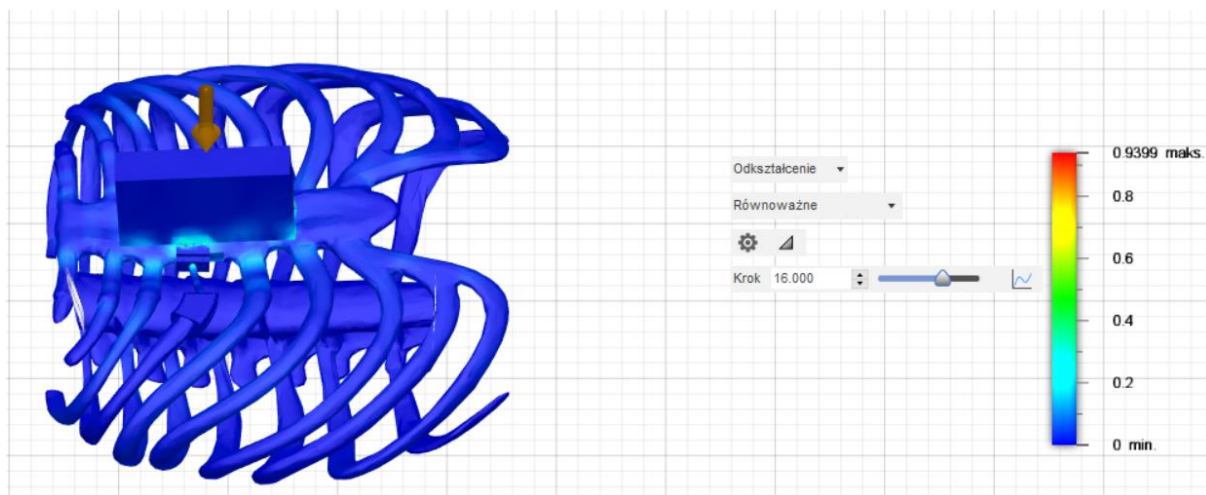 Odkształcenie
Równoważne
Krok 16.000
0.9399 maks.
0.8
0.6
0.4
0.2
0 min.